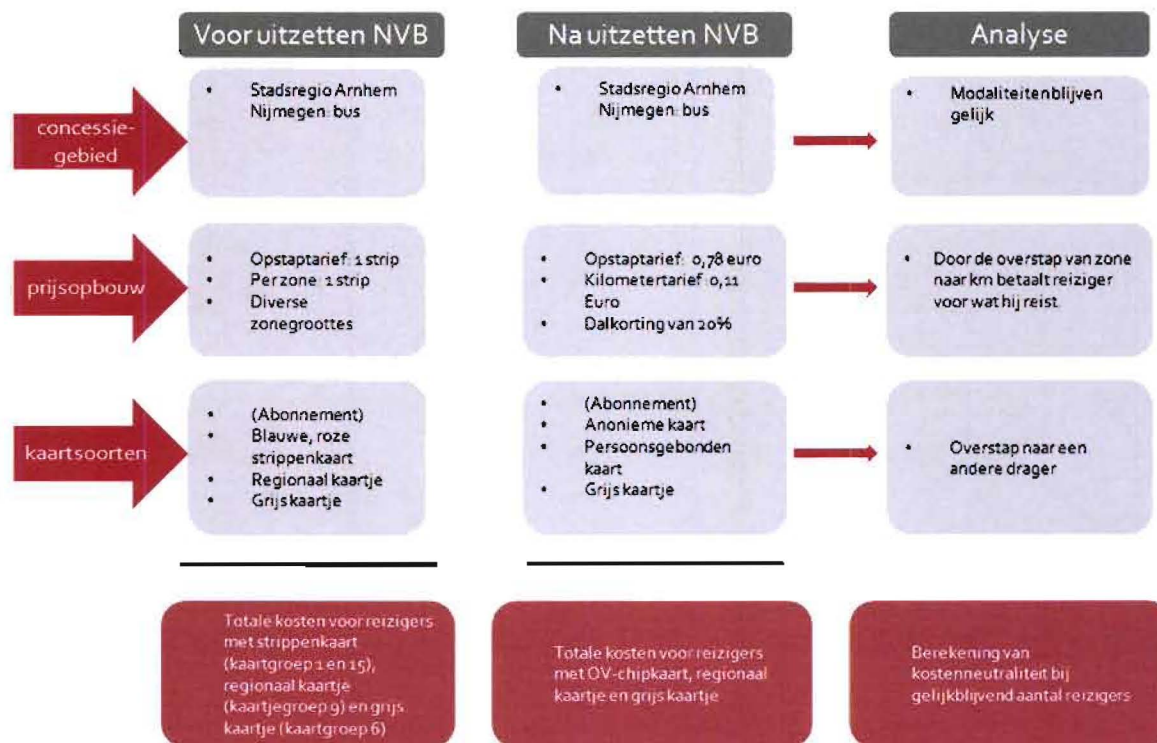 Voor uitzetten NVB
Na uitzetten NVB
Analyse
concessie-
gebied
• Stadsregio Arnhem
Nijmegen: bus
• Stadsregio Arnhem
Nijmegen: bus
• Modaliteiten blijven
gelijk
prijsopbouw
• Opstaptarief: 1 strip
• Per zone: 1 strip
• Diverse
zonegroottes
• Opstaptarief: 0,78 euro
• Kilometertarief: 0,11
Euro
• Dalkorting van 20%
• Door de overstap van zone
naar km betaalt reiziger
voor wat hij reist.
kaartsoorten
• (Abonnement)
• Blauwe, roze
strippenkaart
• Regionaal kaartje
• Grijs kaartje
• (Abonnement)
• Anonieme kaart
• Persoonsgebonden
kaart
• Grijs kaartje
• Overstap naar een
andere drager
Totale kosten voor reizigers
met strippenkaart
(kaartgroep 1 en 15),
regionaal kaartje
(kaartjegroep 9) en grijs
kaartje (kaartgroep 6)
Totale kosten voor reizigers
met OV-chipkaart, regionaal
kaartje en grijs kaartje
Berekening van
kostenneutraliteit bij
gelijkblijvend aantal reizigers